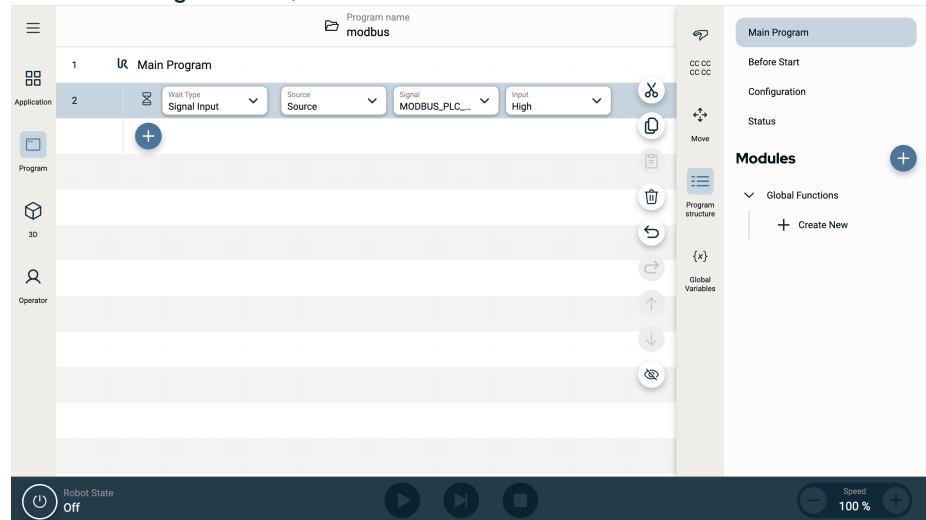 Program name
modbus
Application
Program
3D
Operator
1 Main Program
2
Wait Type
Signal Input
Source
Source
Signal
MODBUS_PLC_...
Input
High
CC CC
CC CC
Move
Program
structure
{x}
Global
Variables
Main Program
Before Start
Configuration
Status
Modules
Global Functions
Create New
Robot State
Off
Speed
100 %